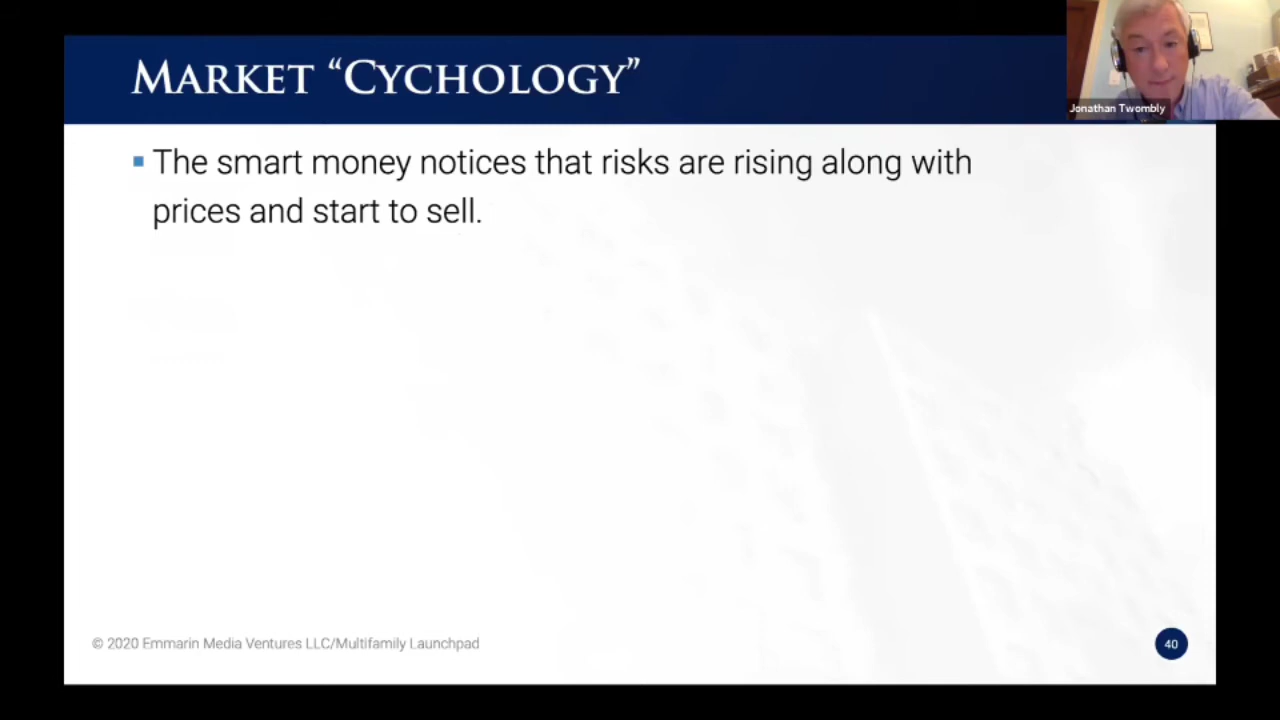 MARKET “CYCHOLOGY”
Jonathan Twombly
The smart money notices that risks are rising along with
prices and start to sell.
© 2020 Emmarin Media Ventures LLC/Multifamily Launchpad
40